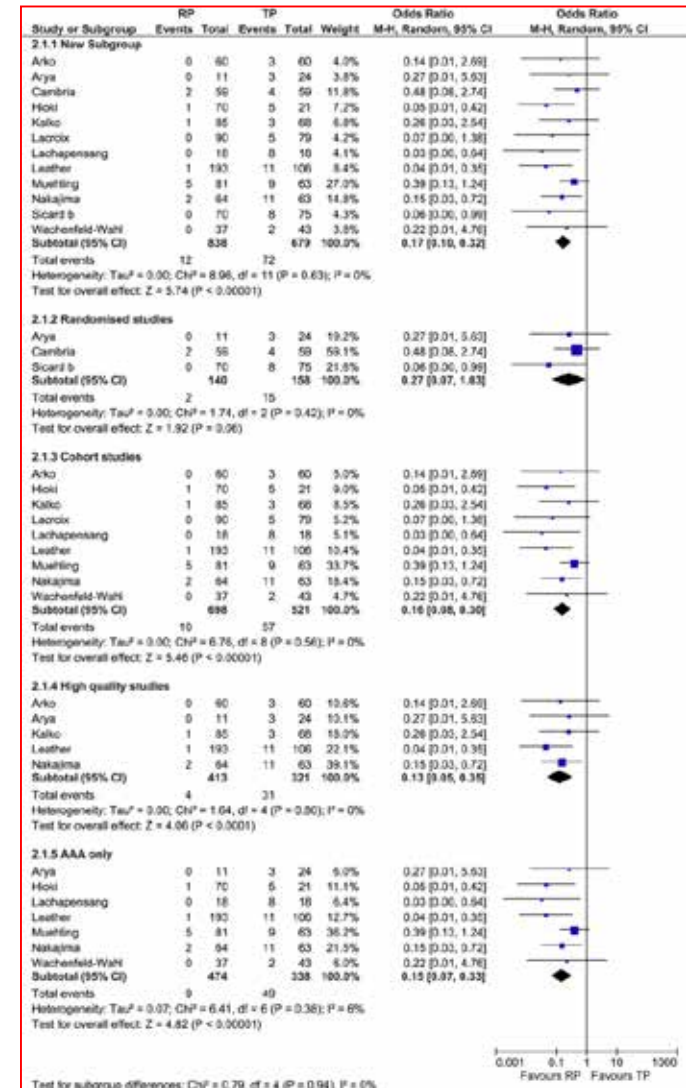 RP TP Odds Ratio Odds Ratio
Study or Subgroup Events Total Events Total Weight M-H, Random, 95% CI M-H, Random, 95% CI
2.1.1 New Subgroup
Arko 0 60 3 60 4.0% 0.14 [0.01, 2.69]
Arya 0 11 3 24 3.8% 0.27 [0.01, 5.63]
Cambria 2 59 4 59 11.8% 0.48 [0.08, 2.74]
Hioki 1 70 5 21 7.2% 0.05 [0.01, 0.42]
Kalko 1 85 3 68 6.8% 0.26 [0.03, 2.54]
Lacroix 0 90 5 79 4.2% 0.07 [0.00, 1.38]
Lachapensang 0 18 8 18 4.1% 0.03 [0.00, 0.64]
Leather 1 193 11 106 8.4% 0.04 [0.01, 0.35]
Muehling 5 81 9 63 27.0% 0.39 [0.13, 1.24]
Nakajima 2 64 11 63 14.8% 0.15 [0.03, 0.72]
Sicard b 0 70 8 75 4.3% 0.06 [0.00, 0.99]
Wachenfeld-Wahl 0 37 2 43 3.8% 0.22 [0.01, 4.76]
Subtotal (95% CI) 838 679 100.0% 0.17 [0.10, 0.32]
Total events 12 72
Heterogeneity: Tau² = 0.00; Chi² = 8.96, df = 11 (P = 0.63); I² = 0%
Test for overall effect: Z = 5.74 (P < 0.00001)
2.1.2 Randomised studies
Arya 0 11 3 24 19.2% 0.27 [0.01, 5.63]
Cambria 2 59 4 59 59.1% 0.48 [0.08, 2.74]
Sicard b 0 70 8 75 21.6% 0.06 [0.00, 0.99]
Subtotal (95% CI) 140 158 100.0% 0.27 [0.07, 1.03]
Total events 2 15
Heterogeneity: Tau² = 0.00; Chi² = 1.74, df = 2 (P = 0.42); I² = 0%
Test for overall effect: Z = 1.92 (P = 0.06)
2.1.3 Cohort studies
Arko 0 60 3 60 5.0% 0.14 [0.01, 2.69]
Hioki 1 70 5 21 9.0% 0.05 [0.01, 0.42]
Kalko 1 85 3 68 8.5% 0.26 [0.03, 2.54]
Lacroix 0 90 5 79 5.2% 0.07 [0.00, 1.38]
Lachapensang 0 18 8 18 5.1% 0.03 [0.00, 0.64]
Leather 1 193 11 106 10.4% 0.04 [0.01, 0.35]
Muehling 5 81 9 63 33.7% 0.39 [0.13, 1.24]
Nakajima 2 64 11 63 18.4% 0.15 [0.03, 0.72]
Wachenfeld-Wahl 0 37 2 43 4.7% 0.22 [0.01, 4.76]
Subtotal (95% CI) 698 521 100.0% 0.16 [0.08, 0.30]
Total events 10 57
Heterogeneity: Tau² = 0.00; Chi² = 6.76, df = 8 (P = 0.56); I² = 0%
Test for overall effect: Z = 5.46 (P < 0.00001)
2.1.4 High quality studies
Arko 0 60 3 60 10.6% 0.14 [0.01, 2.69]
Arya 0 11 3 24 10.1% 0.27 [0.01, 5.63]
Kalko 1 85 3 68 18.0% 0.26 [0.03, 2.54]
Leather 1 193 11 106 22.1% 0.04 [0.01, 0.35]
Nakajima 2 64 11 63 39.1% 0.15 [0.03, 0.72]
Subtotal (95% CI) 413 321 100.0% 0.13 [0.05, 0.35]
Total events 4 31
Heterogeneity: Tau² = 0.00; Chi² = 1.64, df = 4 (P = 0.80); I² = 0%
Test for overall effect: Z = 4.06 (P < 0.0001)
2.1.5 AAA only
Arya 0 11 3 24 6.0% 0.27 [0.01, 5.63]
Hioki 1 70 5 21 11.1% 0.05 [0.01, 0.42]
Lachapensang 0 18 8 18 6.4% 0.03 [0.00, 0.64]
Leather 1 193 11 106 12.7% 0.04 [0.01, 0.35]
Muehling 5 81 9 63 36.2% 0.39 [0.13, 1.24]
Nakajima 2 64 11 63 21.5% 0.15 [0.03, 0.72]
Wachenfeld-Wahl 0 37 2 43 6.0% 0.22 [0.01, 4.76]
Subtotal (95% CI) 474 338 100.0% 0.15 [0.07, 0.33]
Total events 9 49
Heterogeneity: Tau² = 0.07; Chi² = 6.41, df = 6 (P = 0.38); I² = 6%
Test for overall effect: Z = 4.82 (P < 0.00001)
0.001 0.1 1 10 1000
Favours RP Favours TP
Test for subgroup differences: Chi² = 0.79, df = 4 (P = 0.94), I² = 0%